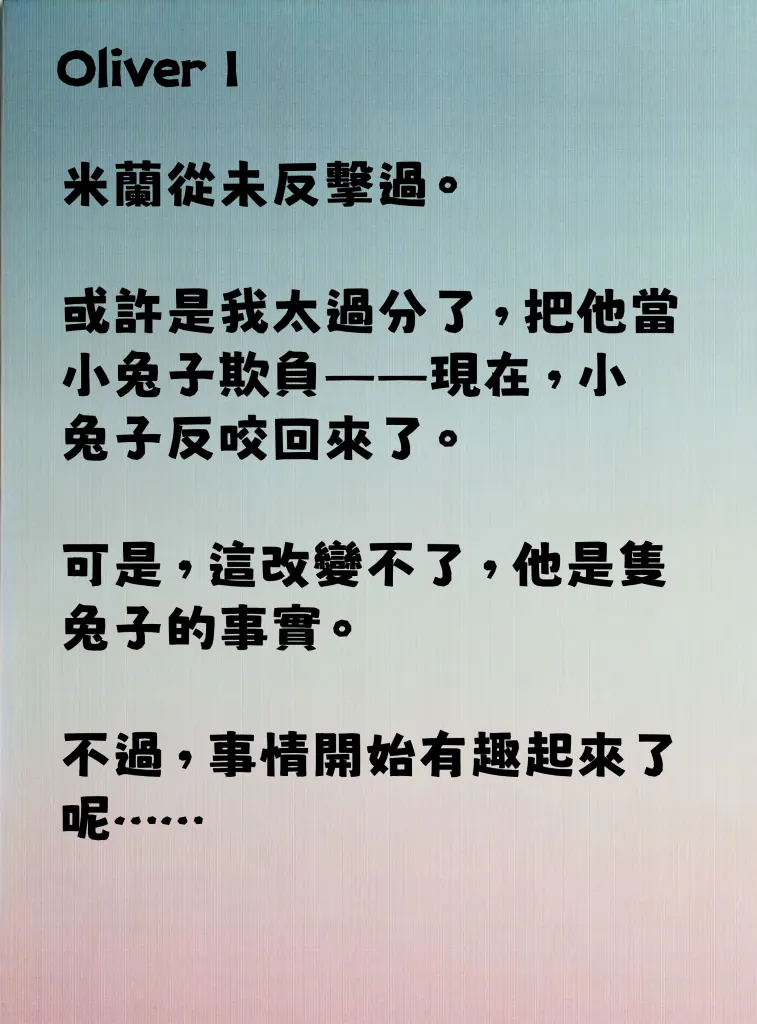 Oliver 1
米蘭從未反擊過。
或許是我太過分了，把他當
小兔子欺負——現在，小
兔子反咬回來了。
可是，這改變不了，他是隻
兔子的事實。
不過，事情開始有趣起來了
呢……